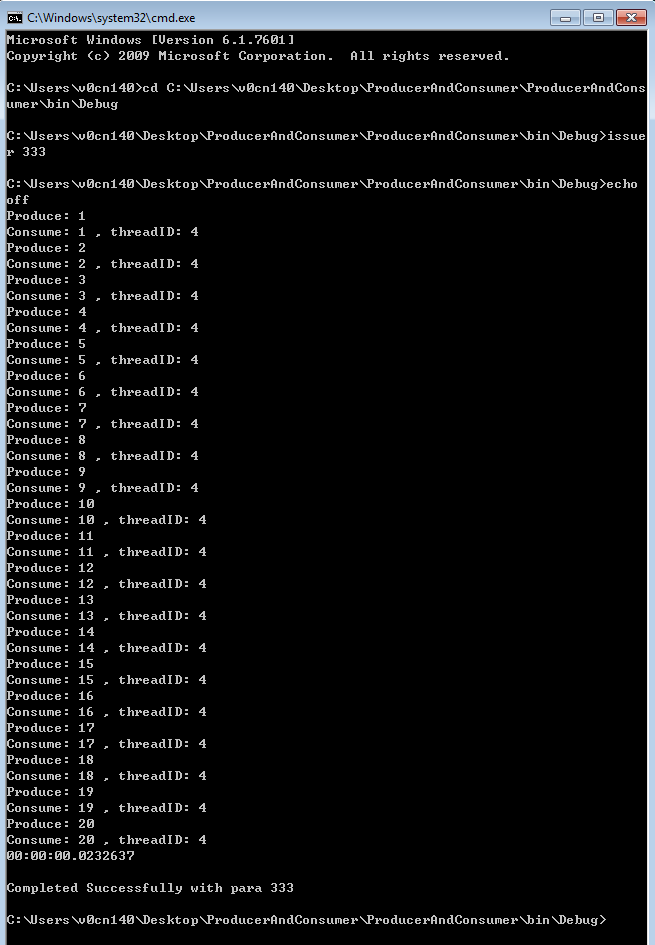 C:\Windows\system32\cmd.exe
Microsoft Windows [Version 6.1.7601]
Copyright (c) 2009 Microsoft Corporation.  All rights reserved.
C:\Users\v0cn140>cd C:\Users\v0cn140\Desktop\ProducerAndConsumer\ProducerAndCons
umer\bin\Debug
C:\Users\v0cn140\Desktop\ProducerAndConsumer\ProducerAndConsumer\bin\Debug>issue
r 333
C:\Users\v0cn140\Desktop\ProducerAndConsumer\ProducerAndConsumer\bin\Debug>echo
off
Produce: 1
Consume: 1 , threadID: 4
Produce: 2
Consume: 2 , threadID: 4
Produce: 3
Consume: 3 , threadID: 4
Produce: 4
Consume: 4 , threadID: 4
Produce: 5
Consume: 5 , threadID: 4
Produce: 6
Consume: 6 , threadID: 4
Produce: 7
Consume: 7 , threadID: 4
Produce: 8
Consume: 8 , threadID: 4
Produce: 9
Consume: 9 , threadID: 4
Produce: 10
Consume: 10 , threadID: 4
Produce: 11
Consume: 11 , threadID: 4
Produce: 12
Consume: 12 , threadID: 4
Produce: 13
Consume: 13 , threadID: 4
Produce: 14
Consume: 14 , threadID: 4
Produce: 15
Consume: 15 , threadID: 4
Produce: 16
Consume: 16 , threadID: 4
Produce: 17
Consume: 17 , threadID: 4
Produce: 18
Consume: 18 , threadID: 4
Produce: 19
Consume: 19 , threadID: 4
Produce: 20
Consume: 20 , threadID: 4
00:00:00.0232637
Completed Successfully with para 333
C:\Users\v0cn140\Desktop\ProducerAndConsumer\ProducerAndConsumer\bin\Debug>